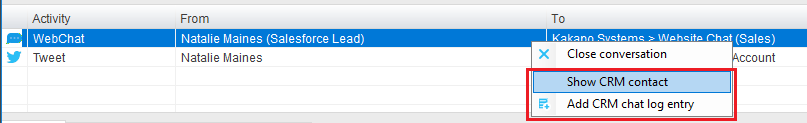 Activity From To
WebChat Natalie Maines (Salesforce Lead) Kakapo Systems > Website Chat (Sales)
Tweet Natalie Maines Account
Close conversation
Show CRM contact
Add CRM chat log entry